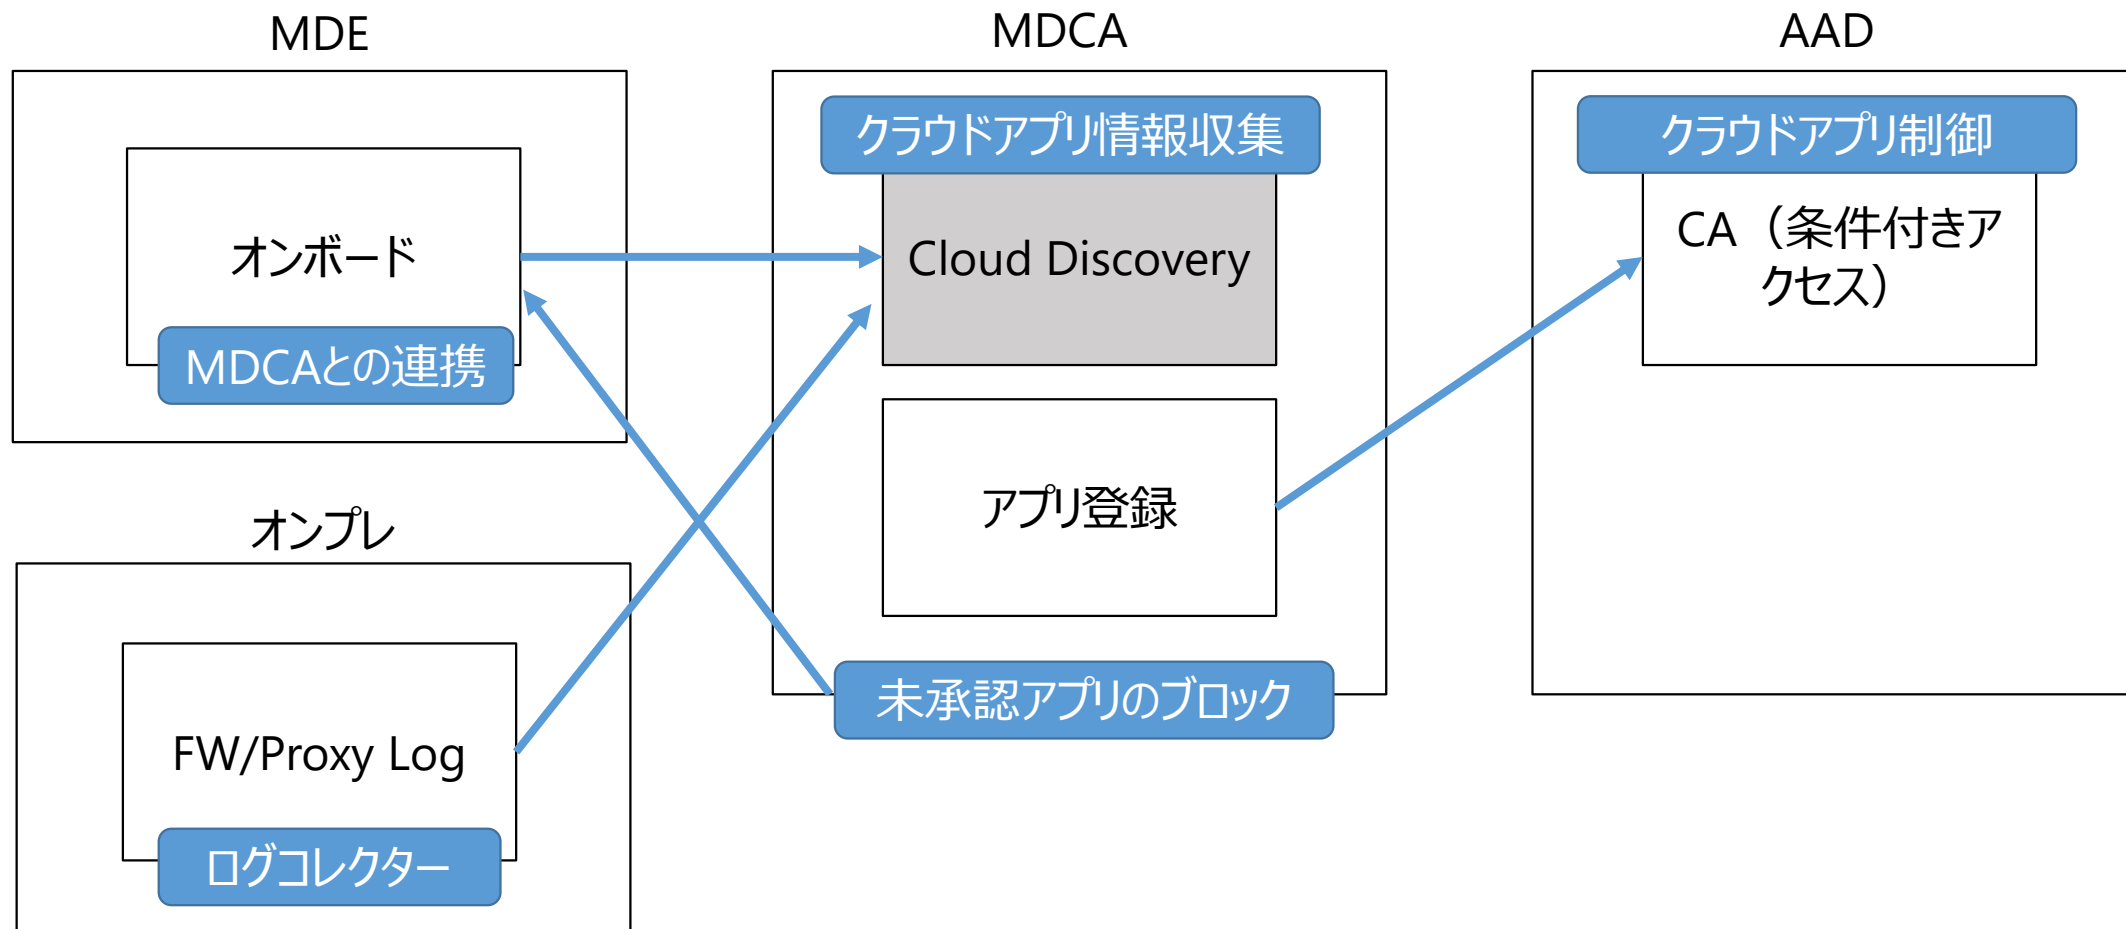 MDE
オンボード
MDCAとの連携
オンプレ
FW/Proxy Log
ログコレクター
MDCA
クラウドアプリ情報収集
Cloud Discovery
アプリ登録
未承認アプリのブロック
AAD
クラウドアプリ制御
CA（条件付きア
クセス）